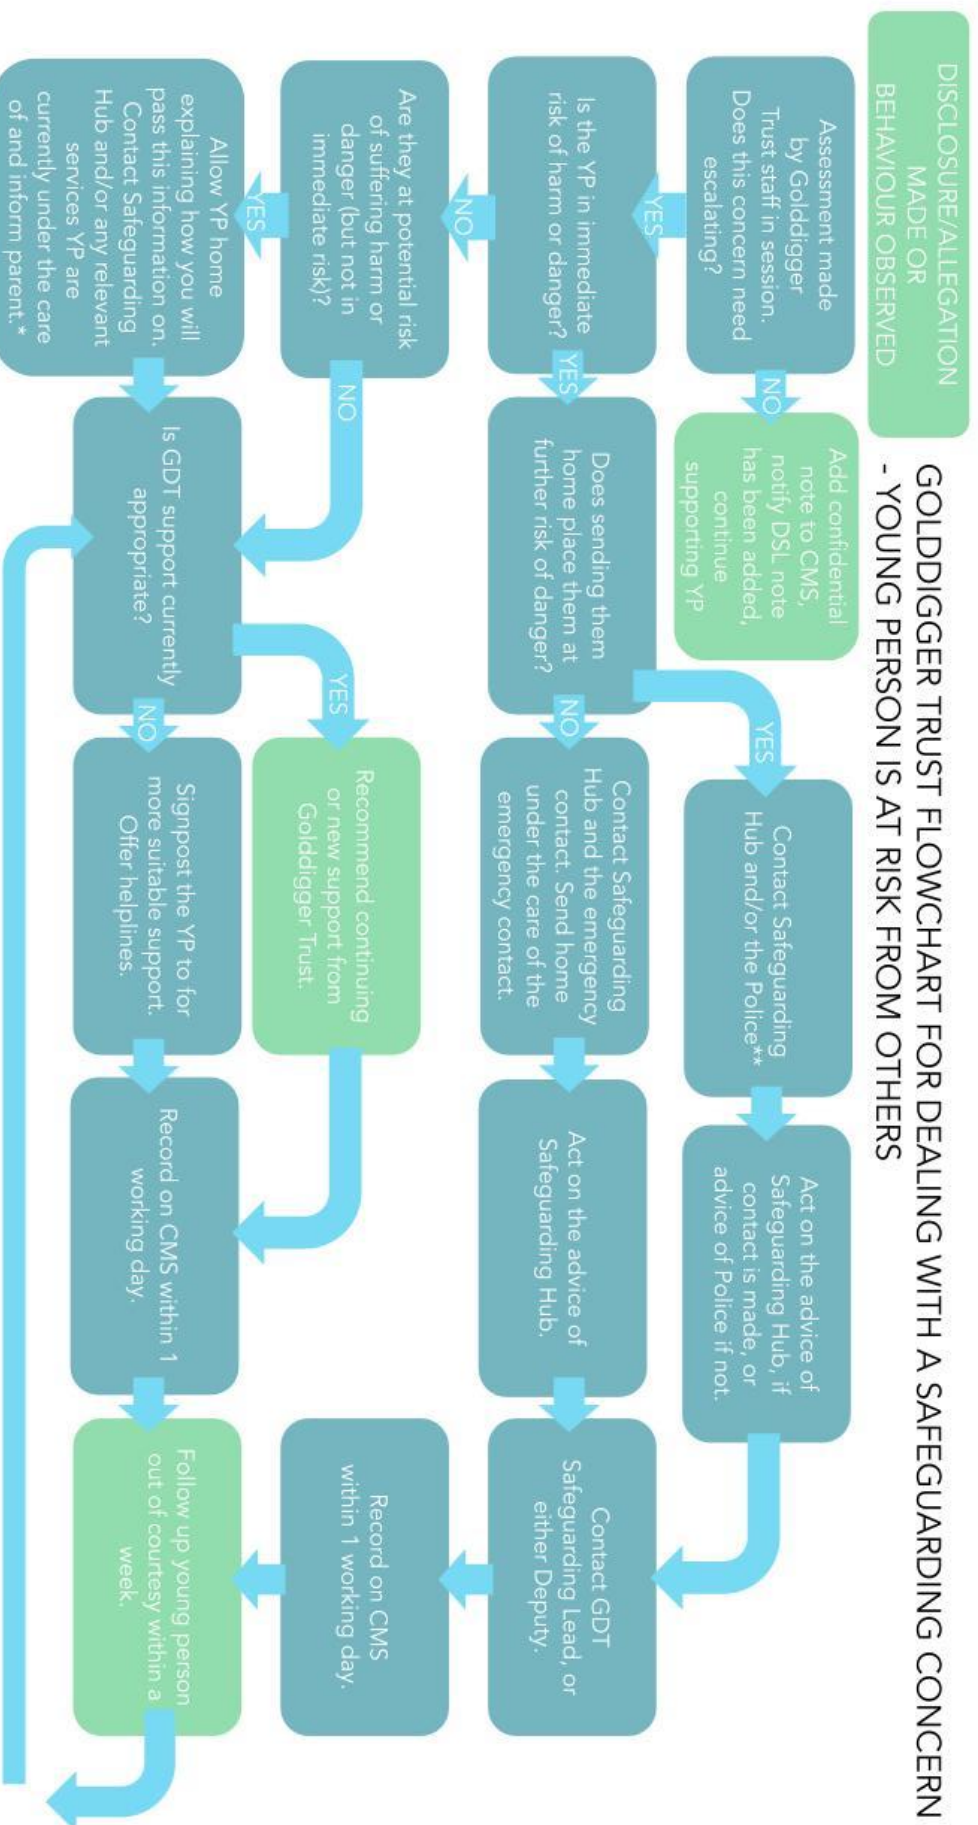 DISCLOSURE/ALLEGATION
MADE OR
BEHAVIOUR OBSERVED
GOLDDIGGER TRUST FLOWCHART FOR DEALING WITH A SAFEGUARDING CONCERN
- YOUNG PERSON IS AT RISK FROM OTHERS
Assessment made
by Golddigger
Trust staff in session.
Does this concern need
escalating?
NO
Add confidential
note to CMS,
notify DSL note
has been added,
continue
supporting YP
YES
Is the YP in immediate
risk of harm or danger?
YES
Does sending them
home place them at
further risk of danger?
YES
Contact Safeguarding
Hub and/or the Police**
Act on the advice of
Safeguarding Hub, if
contact is made, or
advice of Police if not.
NO
Contact Safeguarding
Hub and the emergency
contact. Send home
under the care of the
emergency contact.
Act on the advice of
Safeguarding Hub.
Contact GDT
Safeguarding Lead, or
either Deputy.
Record on CMS
within 1 working day.
NO
Are they at potential risk
of suffering harm or
danger (but not in
immediate risk)?
NO
YES
Allow YP home
explaining how you will
pass this information on.
Contact Safeguarding
Hub and/or any relevant
services YP are
currently under the care
of and inform parent.*
Is GDT support currently
appropriate?
YES
Recommend continuing
or new support from
Golddigger Trust.
NO
Signpost the YP to for
more suitable support.
Offer helplines.
Record on CMS within 1
working day.
Follow up young person
out of courtesy within a
week.